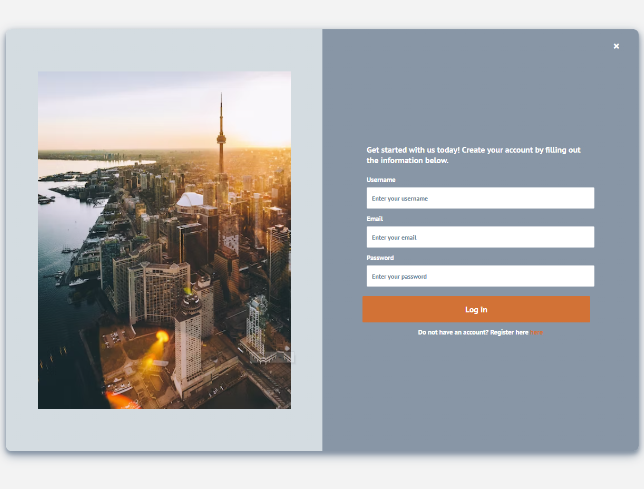 ×
Get started with us today! Create your account by filling out
the information below.
Username
Enter your username
Email
Enter your email
Password
Enter your password
Log In
Do not have an account? Register here here